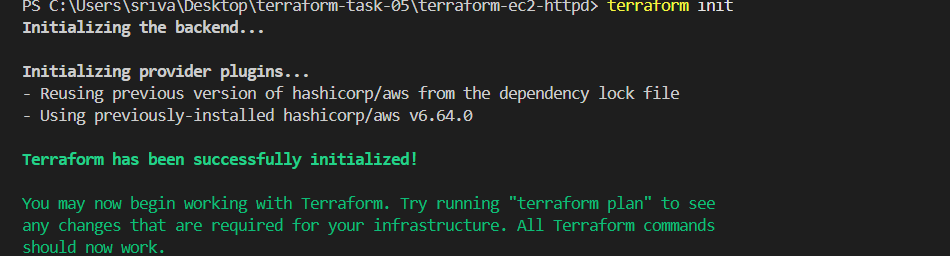 PS C:\Users\sriva\Desktop\terraform-task-05\terraform-ec2-httpd> terraform init
Initializing the backend...
Initializing provider plugins...
- Reusing previous version of hashicorp/aws from the dependency lock file
- Using previously-installed hashicorp/aws v6.64.0
Terraform has been successfully initialized!
You may now begin working with Terraform. Try running "terraform plan" to see
any changes that are required for your infrastructure. All Terraform commands
should now work.